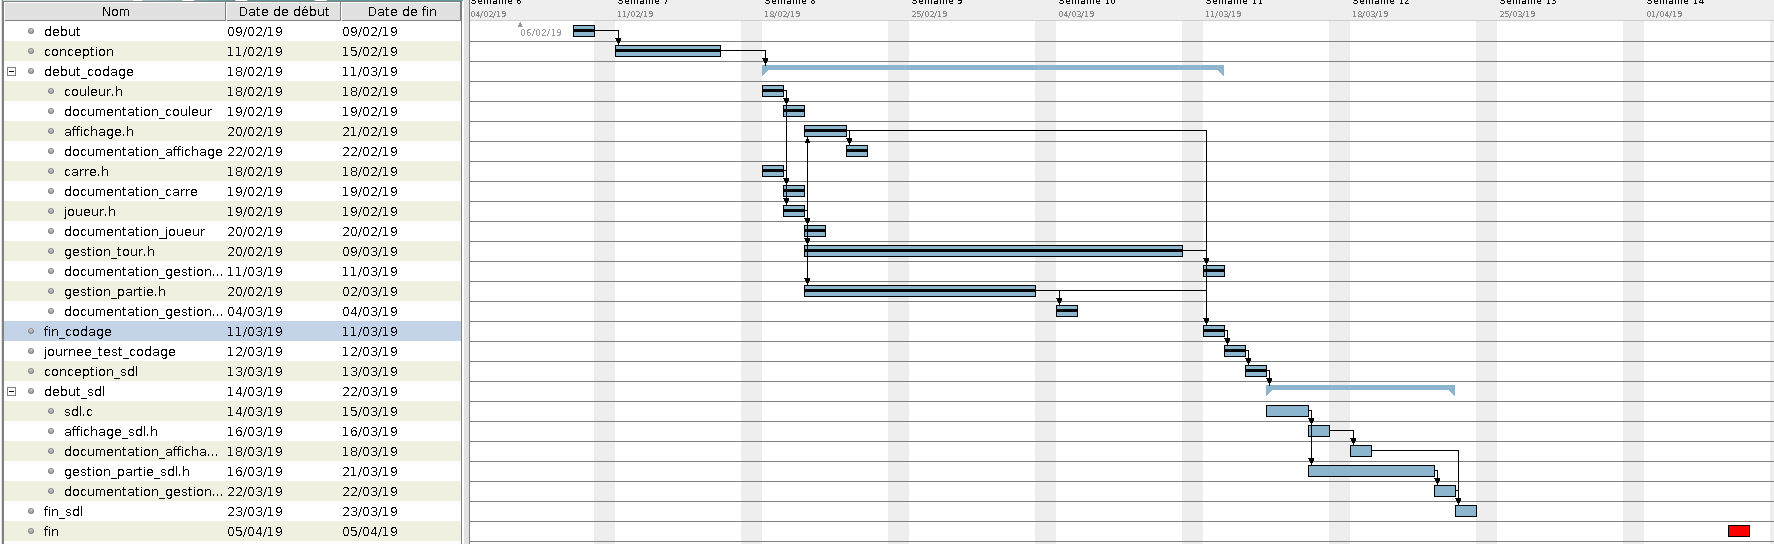 Nom Date de début Date de fin
Semaine 6 Semaine 7 Semaine 8 Semaine 9 Semaine 10 Semaine 11 Semaine 12 Semaine 13 Semaine 14
04/02/19 11/02/19 18/02/19 25/02/19 04/03/19 11/03/19 18/03/19 25/03/19 01/04/19
06/02/19
debut 09/02/19 09/02/19
conception 11/02/19 15/02/19
debut_codage 18/02/19 11/03/19
couleur.h 18/02/19 18/02/19
documentation_couleur 19/02/19 19/02/19
affichage.h 20/02/19 21/02/19
documentation_affichage 22/02/19 22/02/19
carre.h 18/02/19 18/02/19
documentation_carre 19/02/19 19/02/19
joueur.h 19/02/19 19/02/19
documentation_joueur 20/02/19 20/02/19
gestion_tour.h 20/02/19 09/03/19
documentation_gestion... 11/03/19 11/03/19
gestion_partie.h 20/02/19 02/03/19
documentation_gestion... 04/03/19 04/03/19
fin_codage 11/03/19 11/03/19
journee_test_codage 12/03/19 12/03/19
conception_sdl 13/03/19 13/03/19
debut_sdl 14/03/19 22/03/19
sdl.c 14/03/19 15/03/19
affichage_sdl.h 16/03/19 16/03/19
documentation_afficha... 18/03/19 18/03/19
gestion_partie_sdl.h 16/03/19 21/03/19
documentation_gestion... 22/03/19 22/03/19
fin_sdl 23/03/19 23/03/19
fin 05/04/19 05/04/19